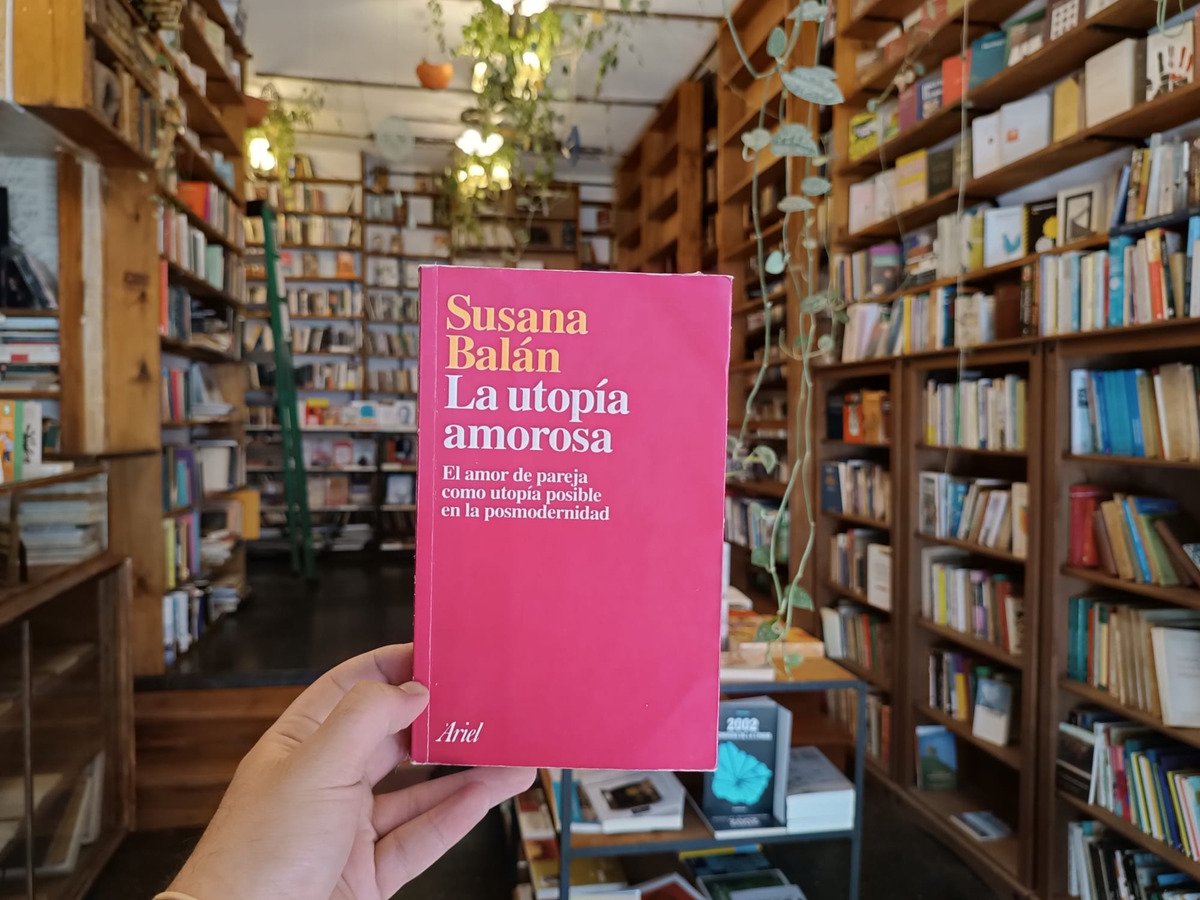 Susana
Balán
La utopía
amorosa
El amor de pareja
como utopía posible
en la posmodernidad
Ariel
2002